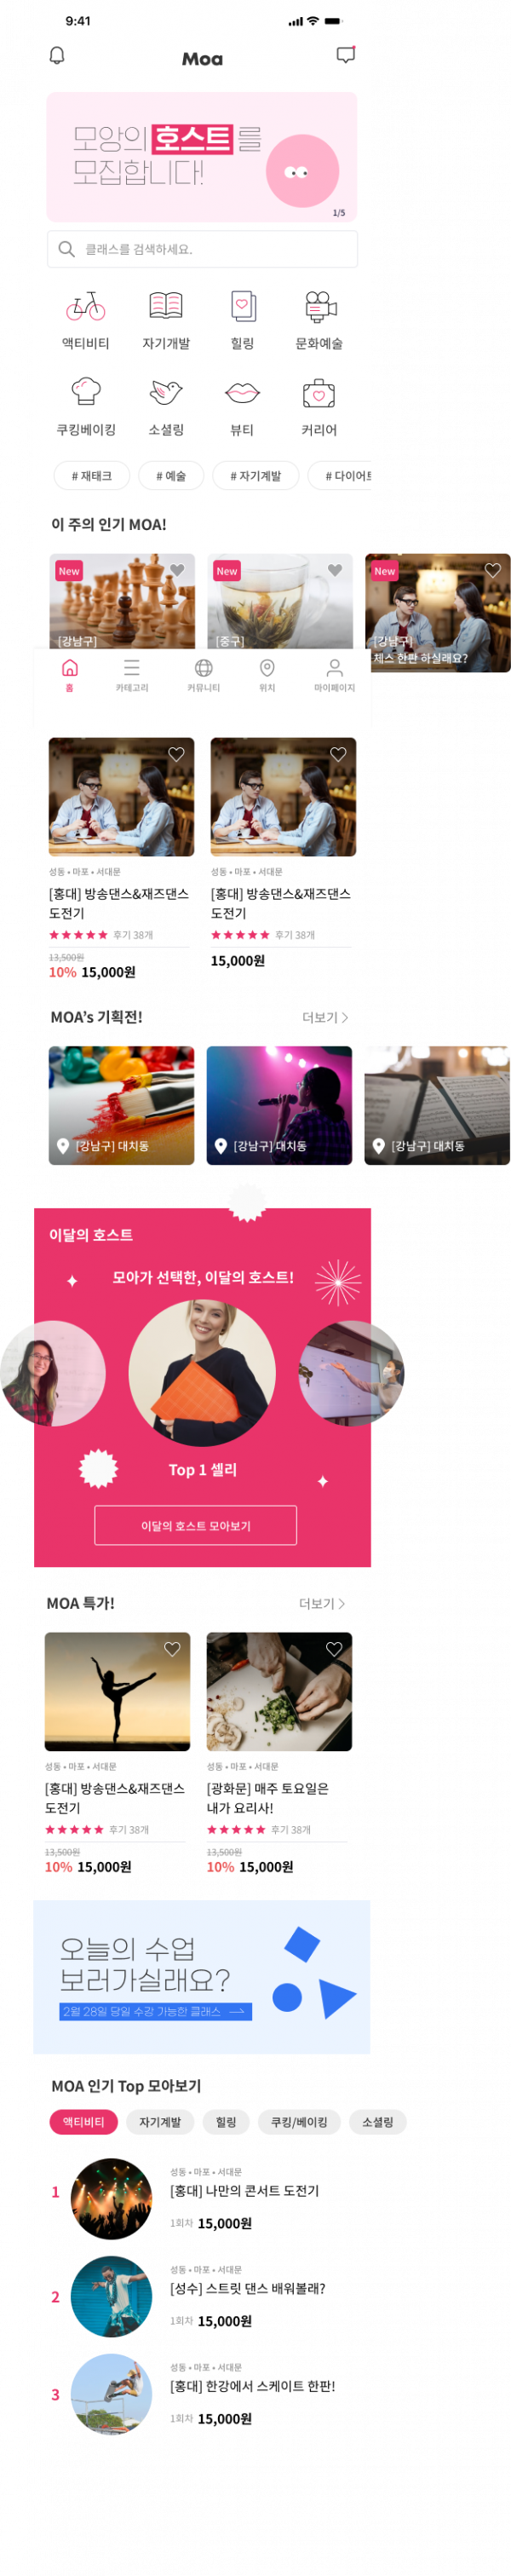 9:41
Moa
모앙의 호스트를
모집합니다!
1/5
클래스를 검색하세요.
액티비티 자기개발 힐링 문화예술
쿠킹베이킹 소셜링 뷰티 커리어
# 재태크 # 예술 # 자기계발 # 다이어트
이 주의 인기 MOA!
New New New
[강남구] [중구] [강남구]
체스 한판 하실래요?
홈 카테고리 커뮤니티 위치 마이페이지
성동 • 마포 • 서대문 성동 • 마포 • 서대문
[홍대] 방송댄스&재즈댄스 [홍대] 방송댄스&재즈댄스
도전기 도전기
후기 38개 후기 38개
13,500원
10% 15,000원 15,000원
MOA's 기획전! 더보기 >
[강남구] 대치동 [강남구] 대치동 [강남구] 대치동
이달의 호스트
모아가 선택한, 이달의 호스트!
Top 1 셀리
이달의 호스트 모아보기
MOA 특가! 더보기 >
성동 • 마포 • 서대문 성동 • 마포 • 서대문
[홍대] 방송댄스&재즈댄스 [광화문] 매주 토요일은
도전기 내가 요리사!
후기 38개 후기 38개
13,500원 13,500원
10% 15,000원 10% 15,000원
오늘의 수업
보러가실래요?
2월 28일 당일 수강 가능한 클래스 →
MOA 인기 Top 모아보기
액티비티 자기계발 힐링 쿠킹/베이킹 소셜링
성동 • 마포 • 서대문
1 [홍대] 나만의 콘서트 도전기
1회차 15,000원
성동 • 마포 • 서대문
2 [성수] 스트릿 댄스 배워볼래?
1회차 15,000원
성동 • 마포 • 서대문
3 [홍대] 한강에서 스케이트 한판!
1회차 15,000원